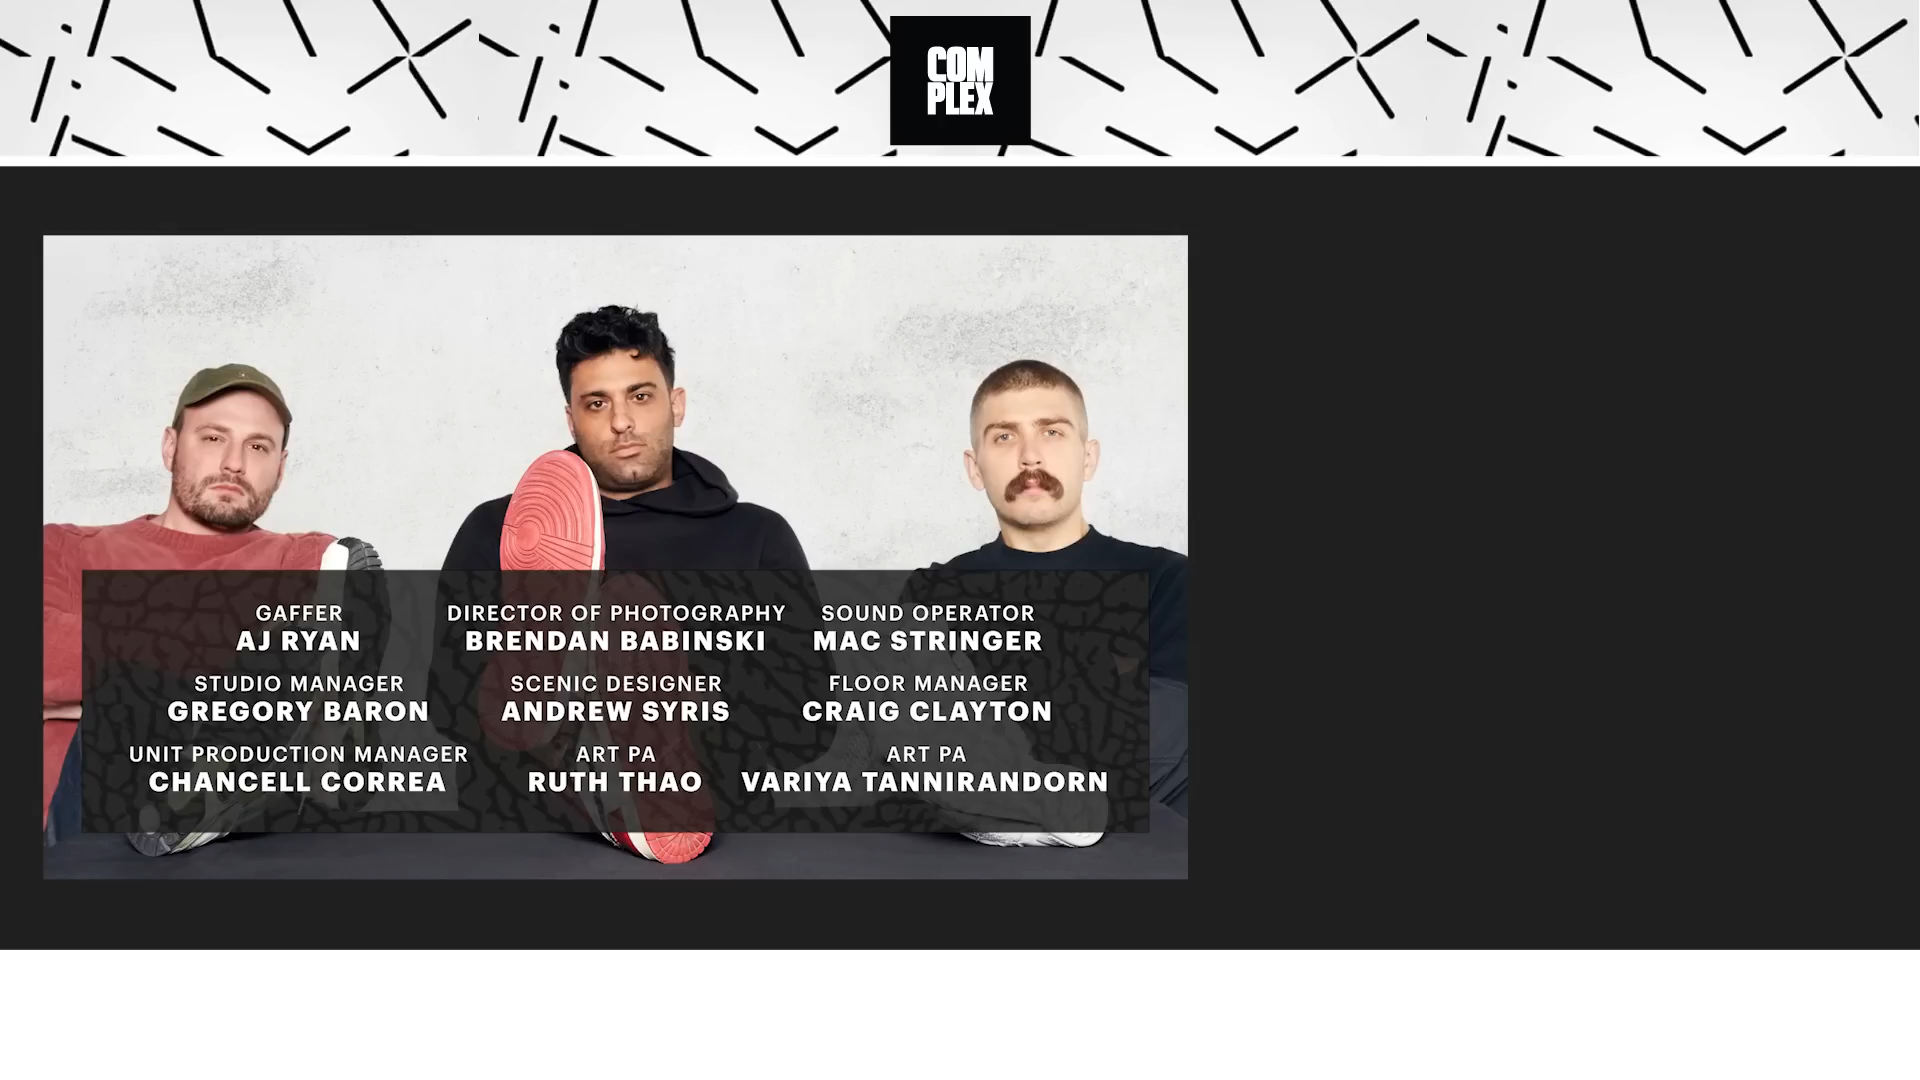 COM
PLEX
GAFFER
AJ RYAN
DIRECTOR OF PHOTOGRAPHY
BRENDAN BABINSKI
SOUND OPERATOR
MAC STRINGER
STUDIO MANAGER
GREGORY BARON
SCENIC DESIGNER
ANDREW SYRIS
FLOOR MANAGER
CRAIG CLAYTON
UNIT PRODUCTION MANAGER
CHANCELL CORREA
ART PA
RUTH THAO
ART PA
VARIYA TANNIRANDORN